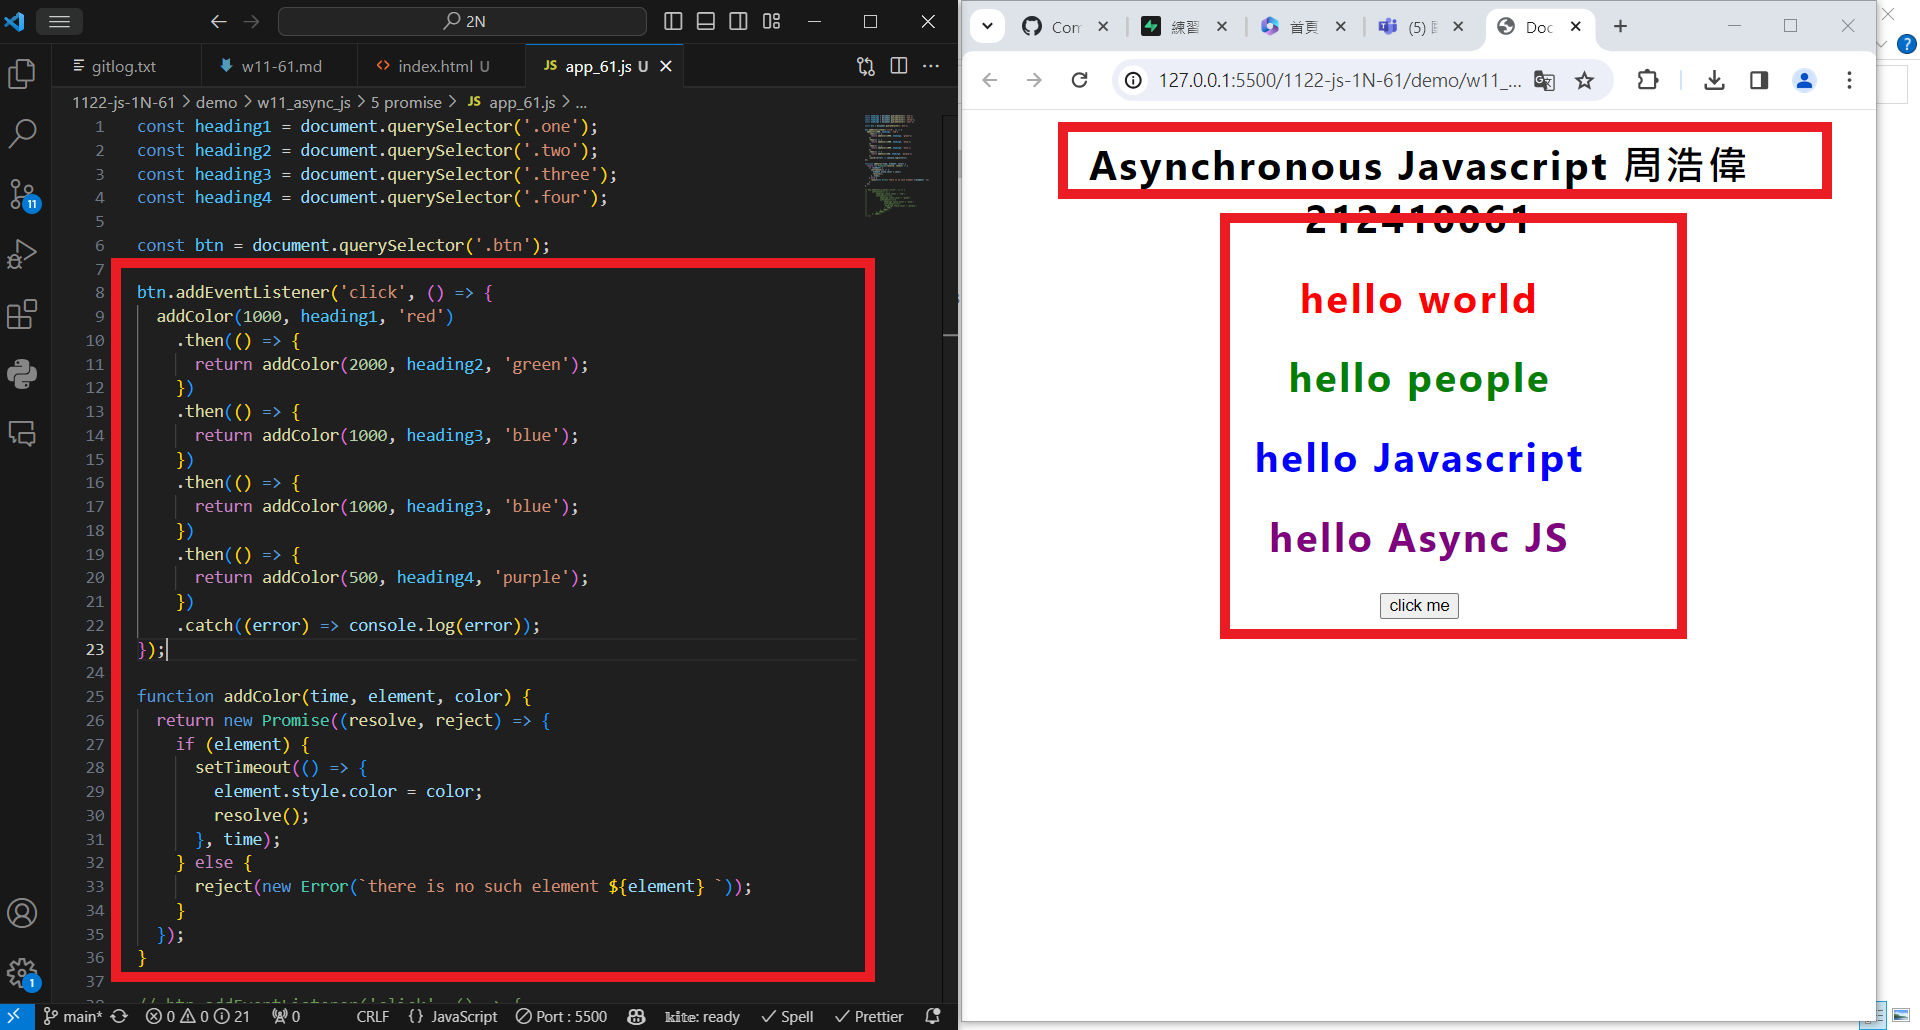 2N
gitlog.txt
w11-61.md
index.html U
JS app_61.js U
1122-js-1N-61 > demo > w11_async_js > 5 promise > JS app_61.js > ...
1 const heading1 = document.querySelector('.one');
2 const heading2 = document.querySelector('.two');
3 const heading3 = document.querySelector('.three');
4 const heading4 = document.querySelector('.four');
5
6 const btn = document.querySelector('.btn');
7
8 btn.addEventListener('click', () => {
9 addColor(1000, heading1, 'red')
10 .then(() => {
11 return addColor(2000, heading2, 'green');
12 })
13 .then(() => {
14 return addColor(1000, heading3, 'blue');
15 })
16 .then(() => {
17 return addColor(1000, heading3, 'blue');
18 })
19 .then(() => {
20 return addColor(500, heading4, 'purple');
21 })
22 .catch((error) => console.log(error));
23 });
24
25 function addColor(time, element, color) {
26 return new Promise((resolve, reject) => {
27 if (element) {
28 setTimeout(() => {
29 element.style.color = color;
30 resolve();
31 }, time);
32 } else {
33 reject(new Error(`there is no such element ${element} `));
34 }
35 });
36 }
37
38 // btn.addEventListener('click', () => {
11
1
main* 0 0 21 0 CRLF {} JavaScript Port : 5500 kite: ready Spell Prettier
Con
練習
首頁
(5)
Doc
127.0.0.1:5500/1122-js-1N-61/demo/w11_...
Asynchronous Javascript 周浩偉
212410061
hello world
hello people
hello Javascript
hello Async JS
click me